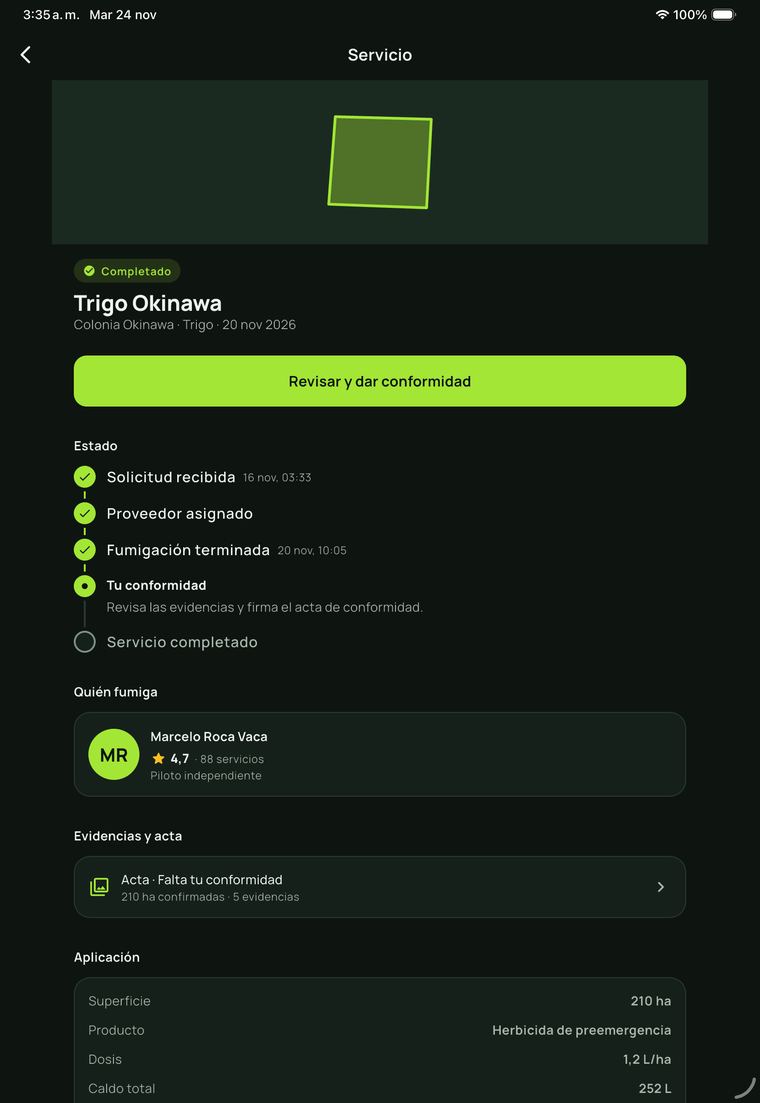 3:35 a. m. Mar 24 nov 100%
Servicio
Completado
Trigo Okinawa
Colonia Okinawa · Trigo · 20 nov 2026
Revisar y dar conformidad
Estado
Solicitud recibida 16 nov, 03:33
Proveedor asignado
Fumigación terminada 20 nov, 10:05
Tu conformidad
Revisa las evidencias y firma el acta de conformidad.
Servicio completado
Quién fumiga
MR
Marcelo Roca Vaca
4,7 · 88 servicios
Piloto independiente
Evidencias y acta
Acta · Falta tu conformidad
210 ha confirmadas · 5 evidencias
Aplicación
Superficie 210 ha
Producto Herbicida de preemergencia
Dosis 1,2 L/ha
Caldo total 252 L